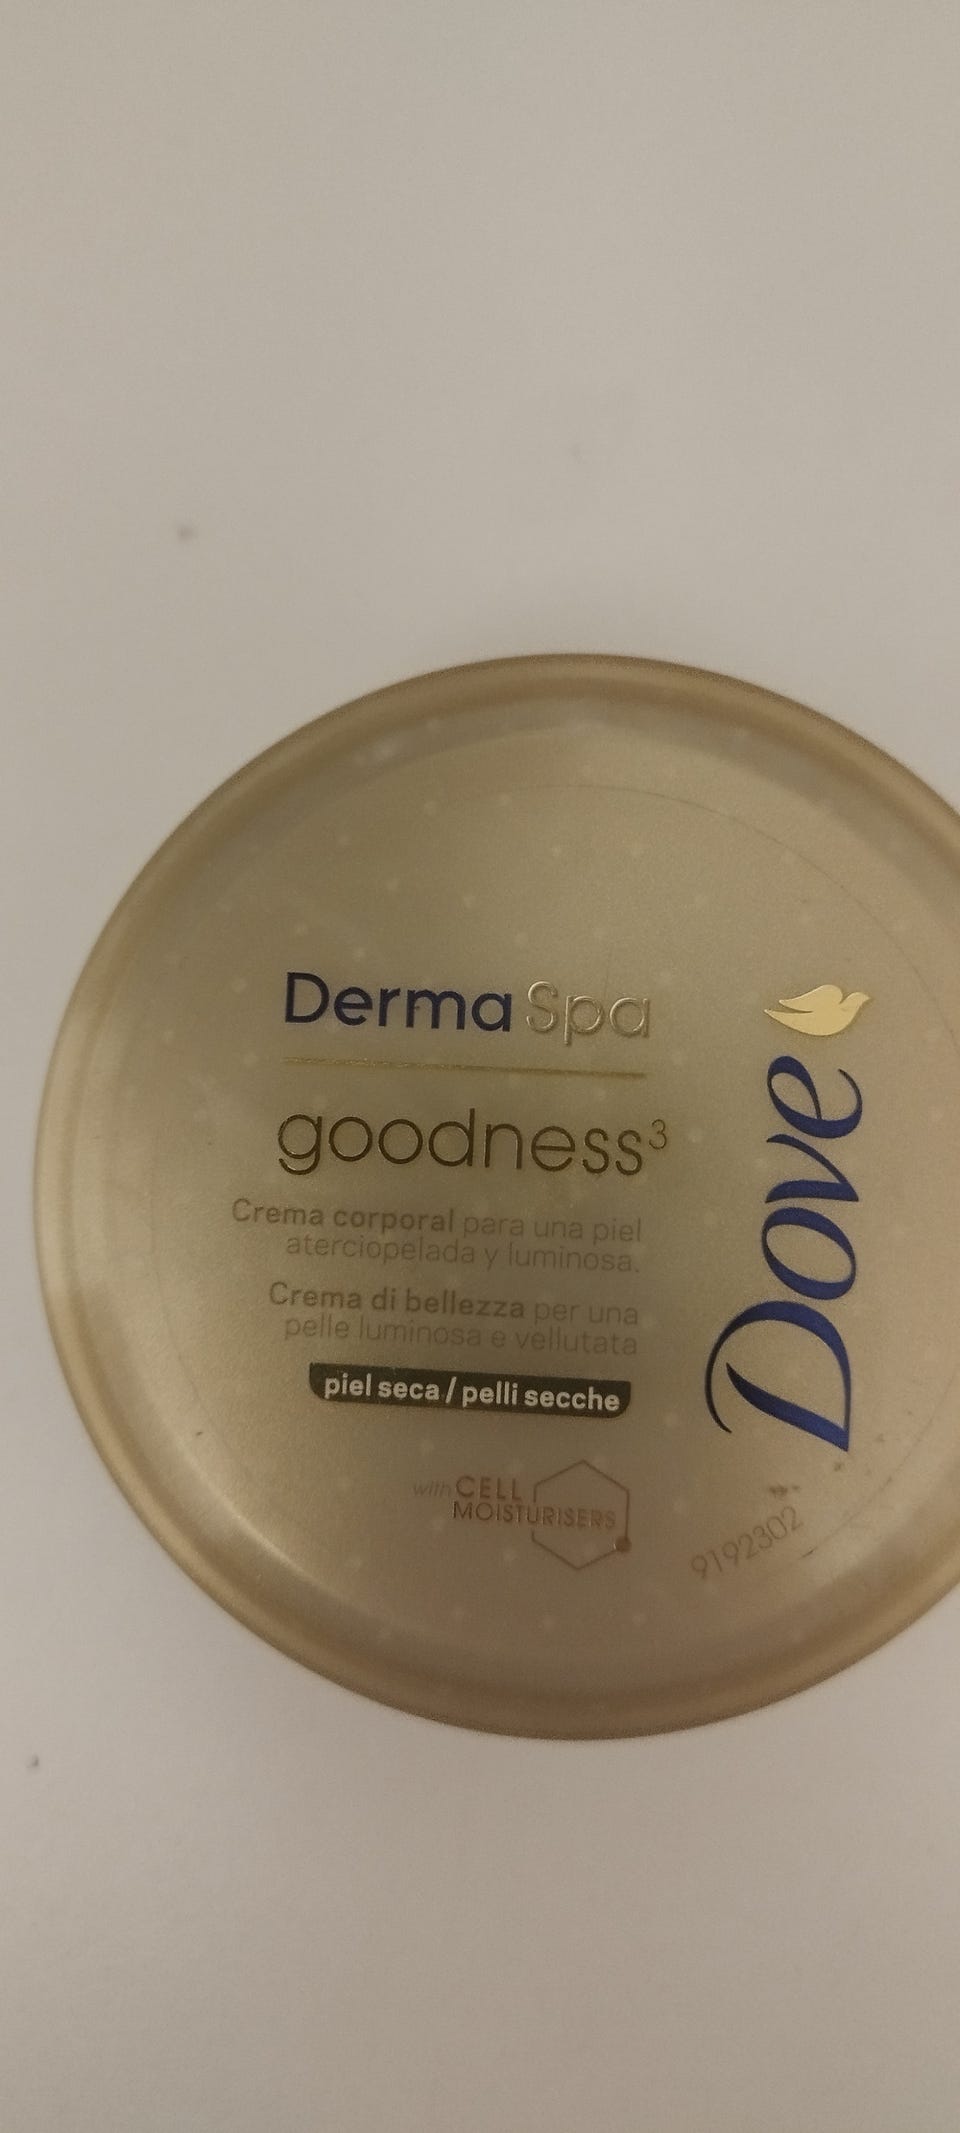 Derma Spa
goodness³
Crema corporal para una piel
aterciopelada y luminosa.
Crema di bellezza per una
pelle luminosa e vellutata
piel seca / pelli secche
with CELL
MOISTURISERS
Dove
9192302